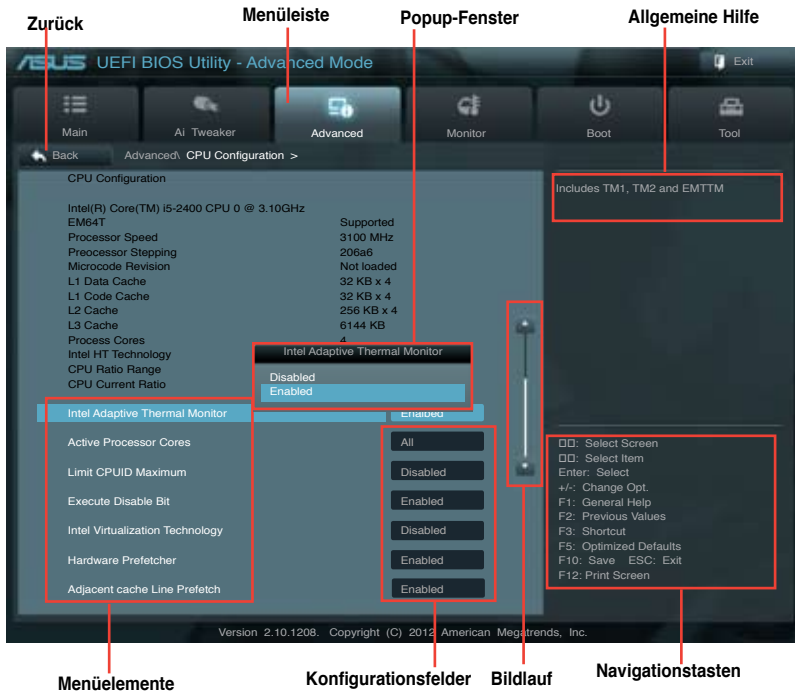 Zurück
Menüleiste
Popup-Fenster
Allgemeine Hilfe
ASUS UEFI BIOS Utility - Advanced Mode
Exit
Main
Ai Tweaker
Advanced
Monitor
Boot
Tool
Back
Advanced\ CPU Configuration >
CPU Configuration
Includes TM1, TM2 and EMTTM
Intel(R) Core(TM) i5-2400 CPU 0 @ 3.10GHz
EM64T Supported
Processor Speed 3100 MHz
Preocessor Stepping 206a6
Microcode Revision Not loaded
L1 Data Cache 32 KB x 4
L1 Code Cache 32 KB x 4
L2 Cache 256 KB x 4
L3 Cache 6144 KB
Process Cores 4
Intel HT Technology
CPU Ratio Range
CPU Current Ratio
Intel Adaptive Thermal Monitor
Disabled
Enabled
Intel Adaptive Thermal Monitor Enalbed
Active Processor Cores All
Limit CPUID Maximum Disabled
Execute Disable Bit Enabled
Intel Virtualization Technology Disabled
Hardware Prefetcher Enabled
Adjacent cache Line Prefetch Enabled
□□: Select Screen
□□: Select Item
Enter: Select
+/-: Change Opt.
F1: General Help
F2: Previous Values
F3: Shortcut
F5: Optimized Defaults
F10: Save ESC: Exit
F12: Print Screen
Version 2.10.1208. Copyright (C) 2012 American Megatrends, Inc.
Menüelemente
Konfigurationsfelder
Bildlauf
Navigationstasten